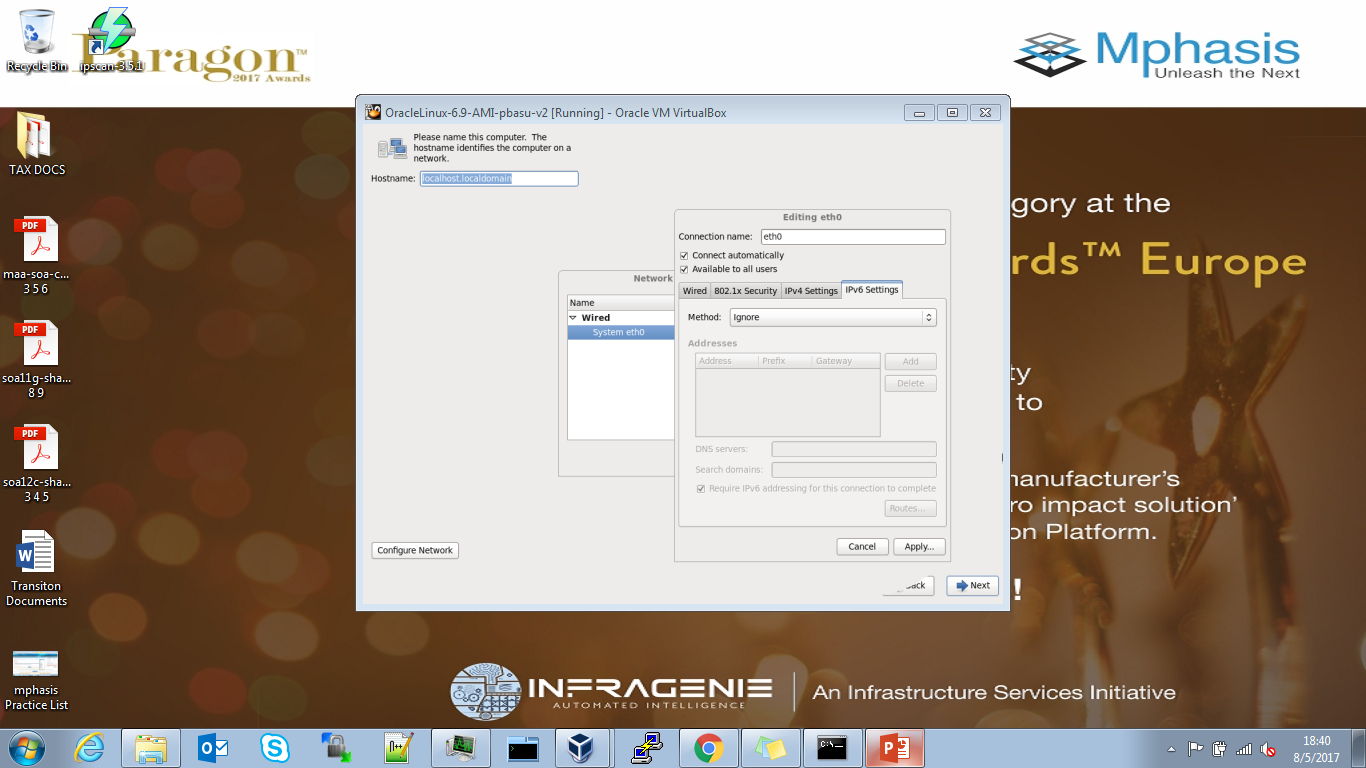 Paragon™
2017 Awards
Mphasis
Unleash the Next
Recycle Bin
ipscan-3.5.1
TAX DOCS
maa-soa-c...
3 5 6
soa11g-sha...
8 9
soa12c-sha...
3 4 5
Transiton
Documents
mphasis
Practice List
PDF
PDF
PDF
OracleLinux-6.9-AMI-pbasu-v2 [Running] - Oracle VM VirtualBox
Please name this computer. The
hostname identifies the computer on a
network.
Hostname: localhost.localdomain
Network
Name
Wired
System eth0
Editing eth0
Connection name: eth0
Connect automatically
Available to all users
Wired 802.1x Security IPv4 Settings IPv6 Settings
Method: Ignore
Addresses
Address Prefix Gateway
Add
Delete
DNS servers:
Search domains:
Require IPv6 addressing for this connection to complete
Routes...
Cancel Apply...
Configure Network
Next
gory at the
rds™ Europe
ty
to
nanufacturer's
ro impact solution'
on Platform.
!
INFRAGENIE
AUTOMATED INTELLIGENCE
An Infrastructure Services Initiative
18:40
8/5/2017